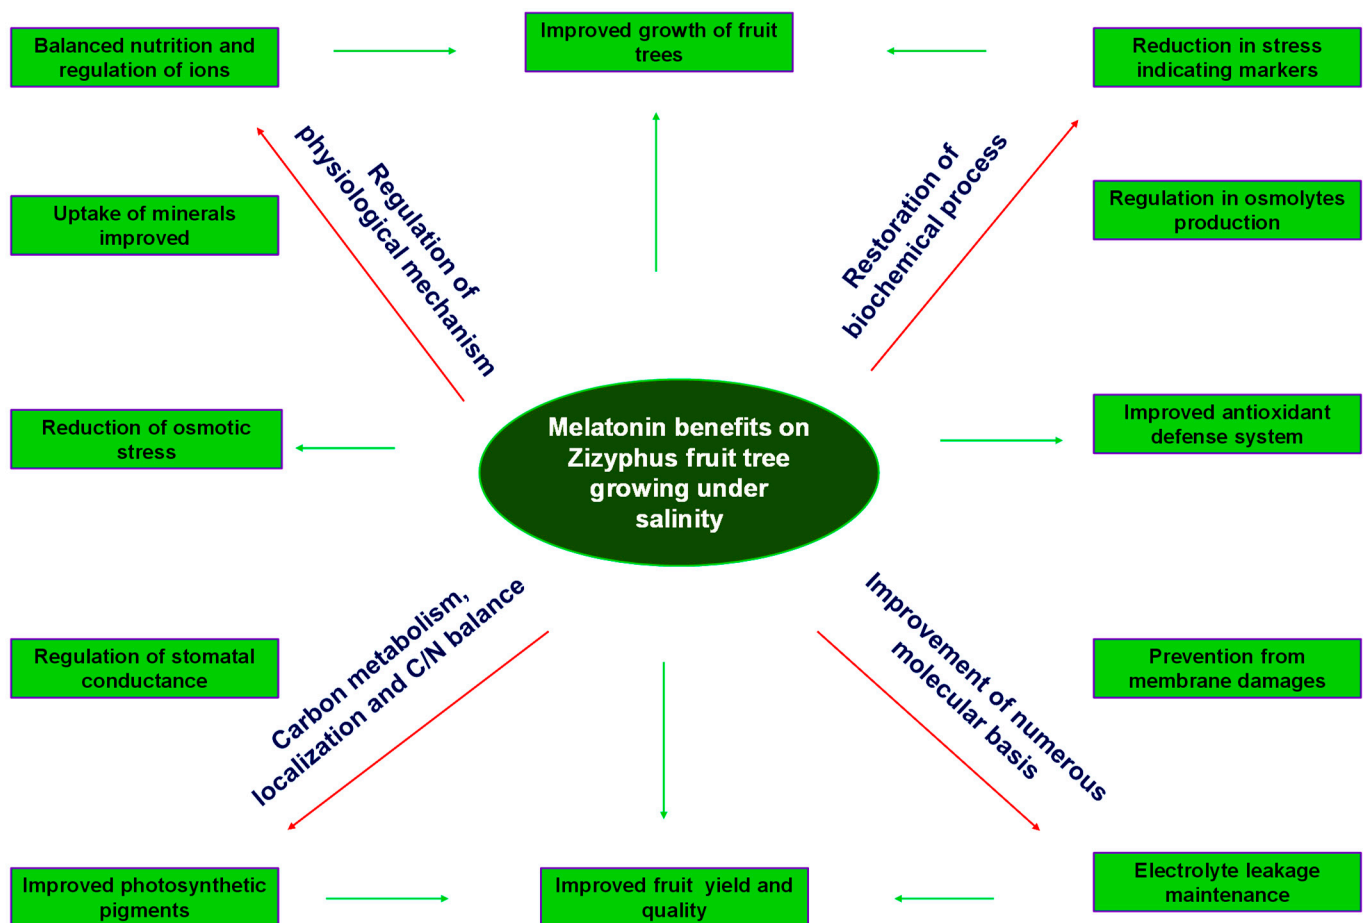 Balanced nutrition and
regulation of ions
Improved growth of fruit
trees
Reduction in stress
indicating markers
Regulation of
physiological mechanism
Restoration of
biochemical process
Uptake of minerals
improved
Regulation in osmolytes
production
Reduction of osmotic
stress
Melatonin benefits on
Zizyphus fruit tree
growing under
salinity
Improved antioxidant
defense system
Regulation of stomatal
conductance
Carbon metabolism,
localization and C/N balance
Improvement of numerous
molecular basis
Prevention from
membrane damages
Improved photosynthetic
pigments
Improved fruit  yield and
quality
Electrolyte leakage
maintenance